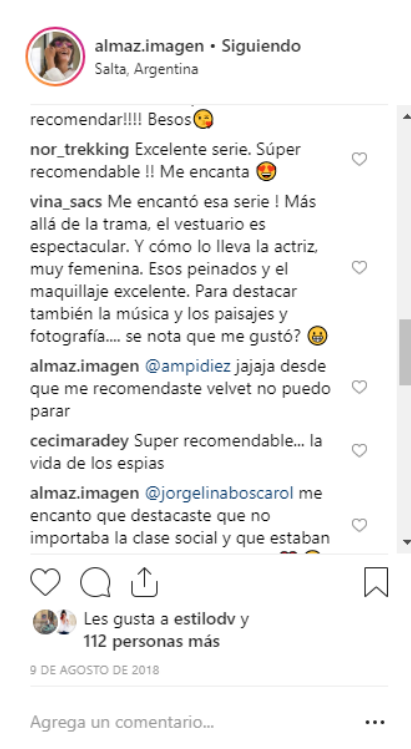 almaz.imagen • Siguiendo
Salta, Argentina
recomendar!!!! Besos😘
nor_trekking Excelente serie. Súper
recomendable !! Me encanta 😍
vina_sacs Me encantó esa serie ! Más
allá de la trama, el vestuario es
espectacular. Y cómo lo lleva la actriz,
muy femenina. Esos peinados y el
maquillaje excelente. Para destacar
también la música y los paisajes y
fotografía.... se nota que me gustó? 😁
almaz.imagen @ampidiez jajaja desde
que me recomendaste velvet no puedo
parar
cecimaradey Super recomendable... la
vida de los espias
almaz.imagen @jorgelinaboscarol me
encanto que destacaste que no
importaba la clase social y que estaban
Les gusta a estilodv y
112 personas más
9 DE AGOSTO DE 2018
Agrega un comentario...